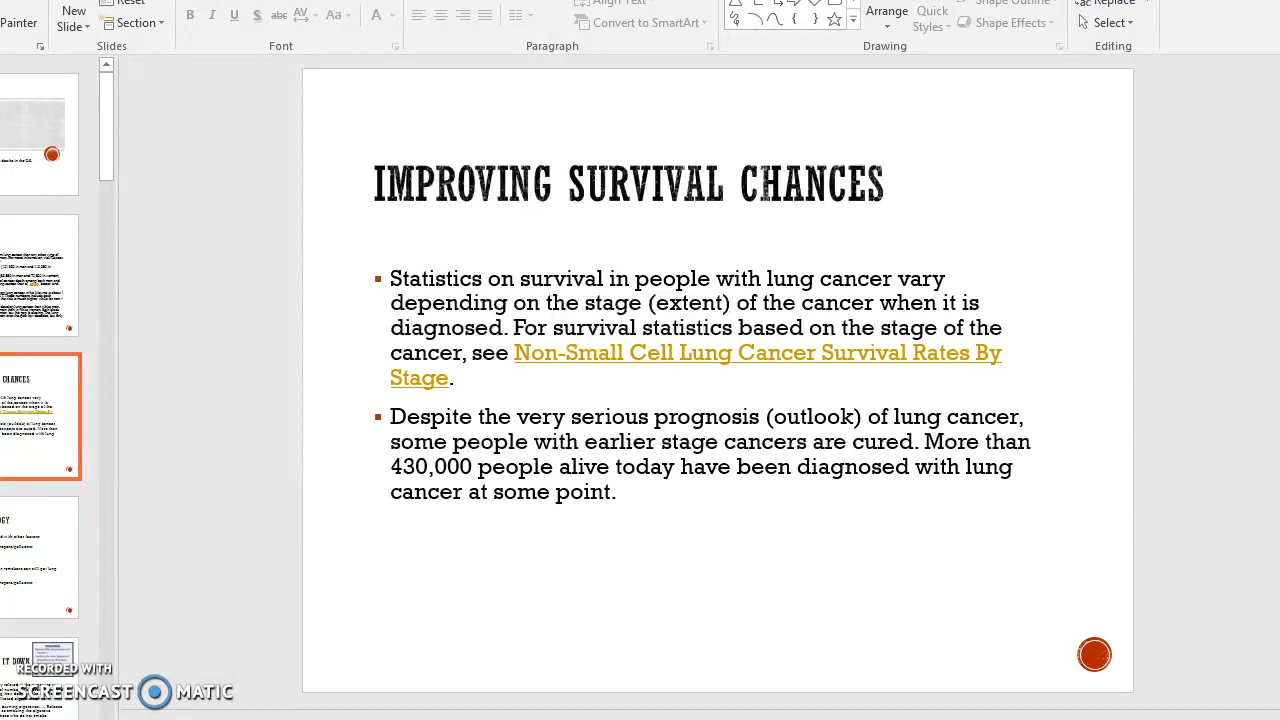 Painter
New
Slide
Reset
Section
Slides
B I U S abc AV Aa A
Font
Align Text
Convert to SmartArt
Paragraph
Arrange
Quick
Styles
Shape Outline
Shape Effects
Drawing
Replace
Select
Editing
IMPROVING SURVIVAL CHANCES
▪ Statistics on survival in people with lung cancer vary
depending on the stage (extent) of the cancer when it is
diagnosed. For survival statistics based on the stage of the
cancer, see Non-Small Cell Lung Cancer Survival Rates By
Stage.
▪ Despite the very serious prognosis (outlook) of lung cancer,
some people with earlier stage cancers are cured. More than
430,000 people alive today have been diagnosed with lung
cancer at some point.
CHANCES
IT DOWN
RECORDED WITH
SCREENCAST MATIC